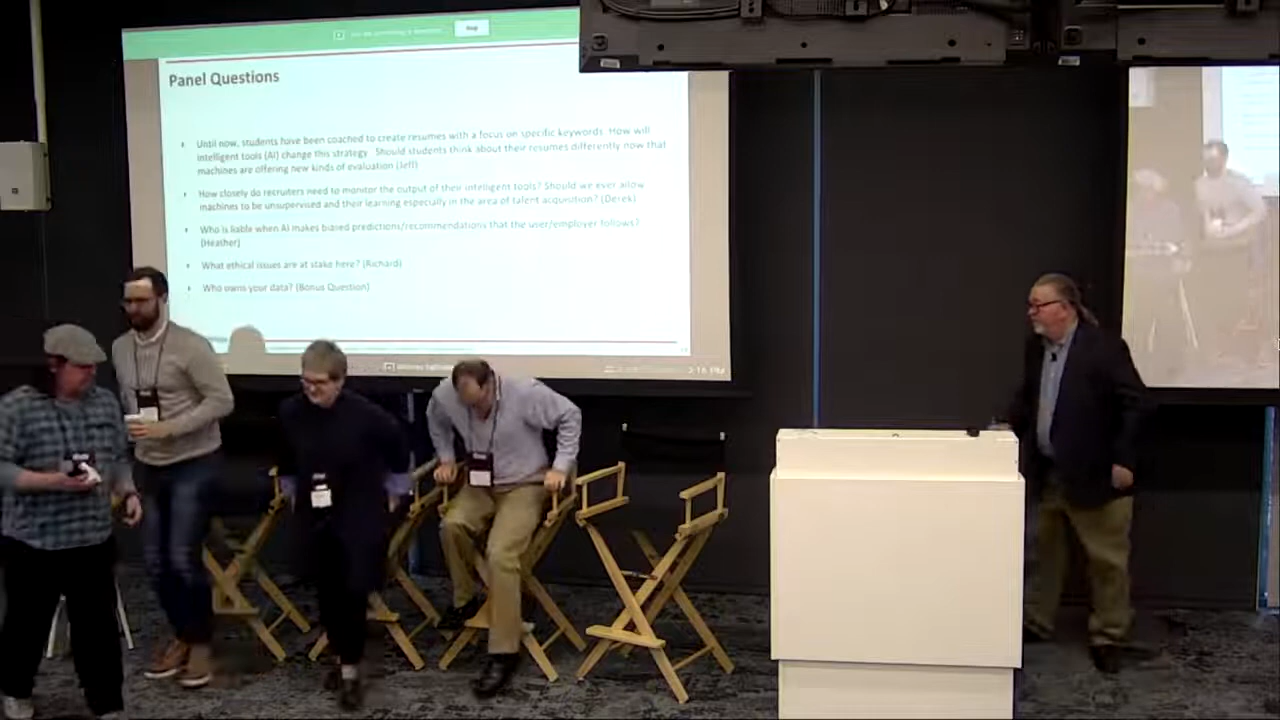 Stop
Panel Questions
Until now, students have been coached to create resumes with a focus on specific keywords. How will
intelligent tools (AI) change this strategy. Should students think about their resumes differently now that
machines are offering new kinds of evaluation (Jeff)
How closely do recruiters need to monitor the output of their intelligent tools? Should we ever allow
machines to be unsupervised and their learning especially in the area of talent acquisition? (Derek)
Who is liable when AI makes biased predictions/recommendations that the user/employer follows?
(Heather)
What ethical issues are at stake here? (Richard)
Who owns your data? (Bonus Question)